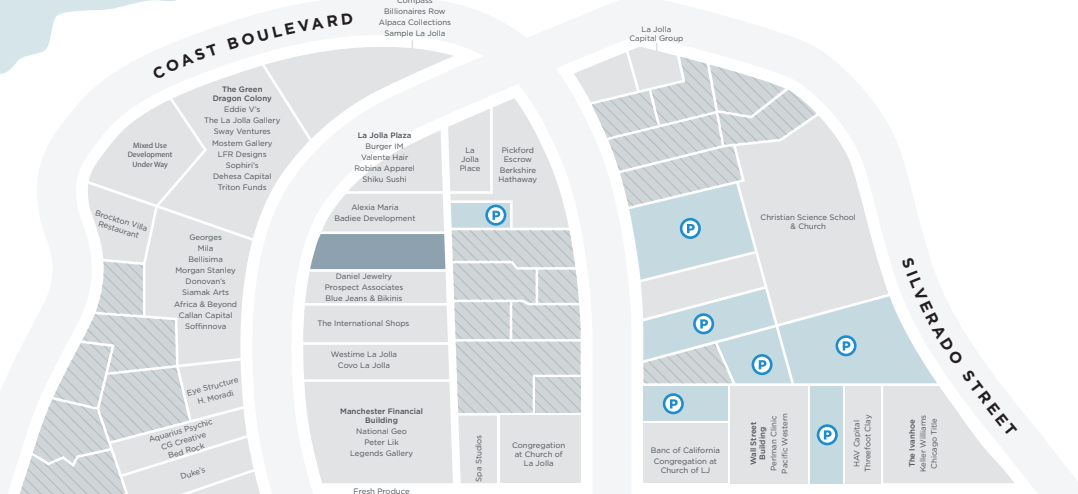 COAST BOULEVARD
Compass
Billionaires Row
Alpaca Collections
Sample La Jolla
La Jolla
Capital Group
The Green
Dragon Colony
Eddie V's
The La Jolla Gallery
Sway Ventures
Mostem Gallery
LFR Designs
Sophiri's
Dehesa Capital
Triton Funds
Mixed Use
Development
Under Way
La Jolla Plaza
Burger IM
Valente Hair
Robina Apparel
Shiku Sushi
La
Jolla
Place
Pickford
Escrow
Berkshire
Hathaway
Alexia Maria
Badiee Development
P
Brockton Villa
Restaurant
Georges
Mila
Bellisima
Morgan Stanley
Donovan's
Siamak Arts
Africa & Beyond
Callan Capital
Soffinnova
Daniel Jewelry
Prospect Associates
Blue Jeans & Bikinis
The International Shops
Westime La Jolla
Covo La Jolla
Eye Structure
H. Moradi
Aquarius Psychic
CG Creative
Bed Rock
Duke's
Manchester Financial
Building
National Geo
Peter Lik
Legends Gallery
Fresh Produce
Spa Studios
Congregation
at Church of
La Jolla
P
Christian Science School
& Church
P
P
P
P
Banc of California
Congregation at
Church of LJ
Wall Street
Building
Perlman Clinic
Pacific Western
P
HAV Capital
Threefoot Clay
The Ivanhoe
Keller Williams
Chicago Title
SILVERADO STREET